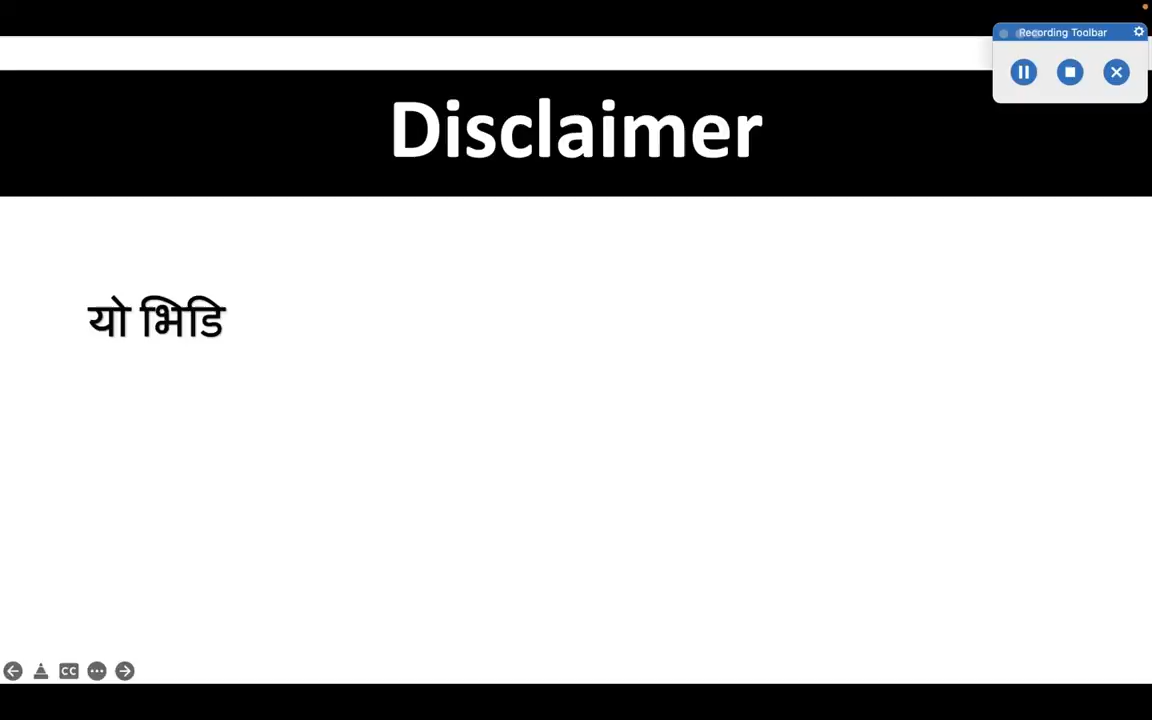 Recording Toolbar
Disclaimer
यो भिडि
CC